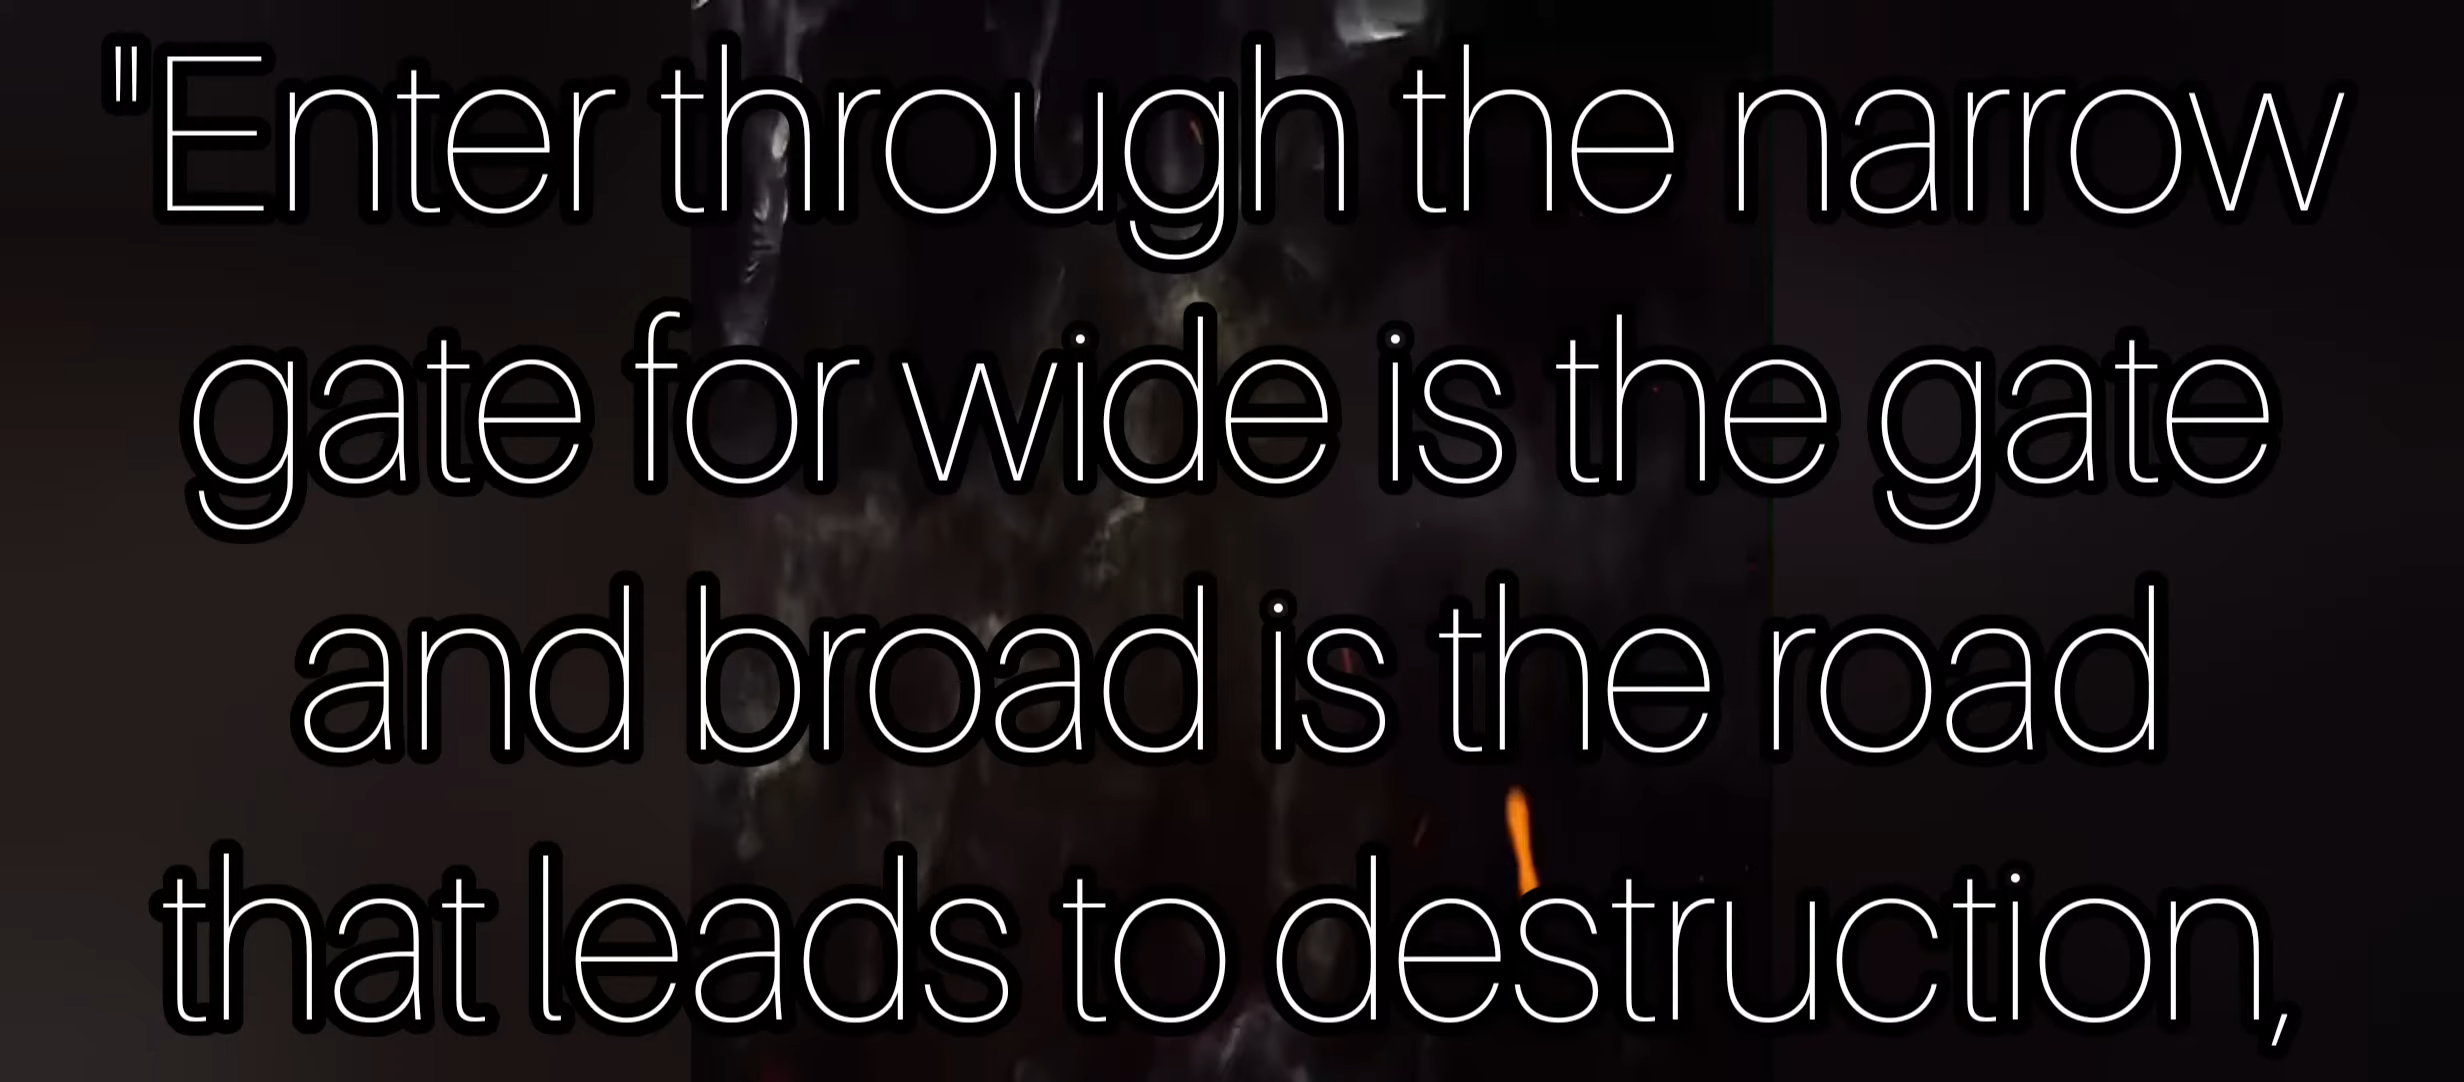 "Enter through the narrow
gate for wide is the gate
and broad is the road
that leads to destruction,